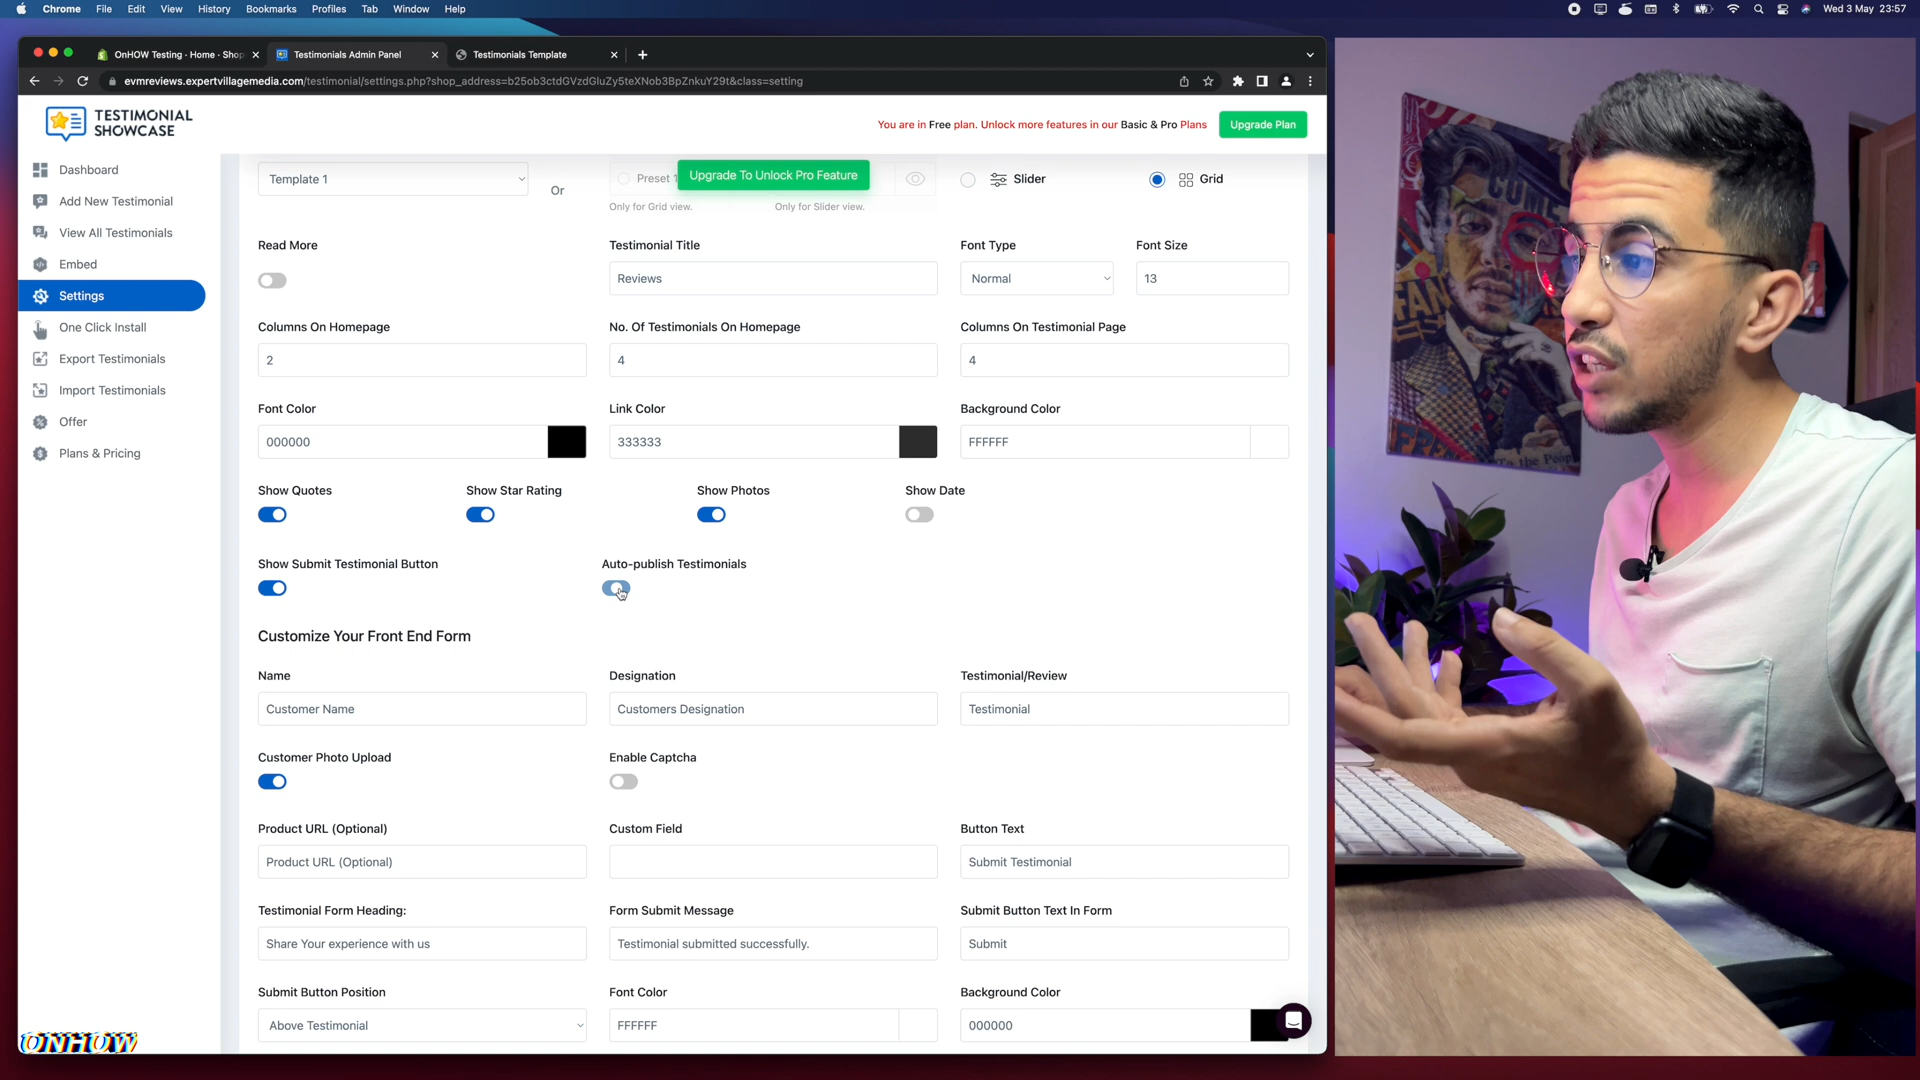 Chrome File Edit View History Bookmarks Profiles Tab Window Help Wed 3 May 23:57
OnHOW Testing · Home · Shop Testimonials Admin Panel Testimonials Template
evmreviews.expertvillagemedia.com/testimonial/settings.php?shop_address=b25ob3ctdGVzdGluZy5teXNob3BpZnkuY29t&class=setting
TESTIMONIAL
SHOWCASE
You are in Free plan. Unlock more features in our Basic & Pro Plans Upgrade Plan
Dashboard
Add New Testimonial
View All Testimonials
Embed
Settings
One Click Install
Export Testimonials
Import Testimonials
Offer
Plans & Pricing
Template 1 Or Preset 1 Upgrade To Unlock Pro Feature Slider Grid
Only for Grid view. Only for Slider view.
Read More Testimonial Title Font Type Font Size
Reviews Normal 13
Columns On Homepage No. Of Testimonials On Homepage Columns On Testimonial Page
2 4 4
Font Color Link Color Background Color
000000 333333 FFFFFF
Show Quotes Show Star Rating Show Photos Show Date
Show Submit Testimonial Button Auto-publish Testimonials
Customize Your Front End Form
Name Designation Testimonial/Review
Customer Name Customers Designation Testimonial
Customer Photo Upload Enable Captcha
Product URL (Optional) Custom Field Button Text
Product URL (Optional) Submit Testimonial
Testimonial Form Heading: Form Submit Message Submit Button Text In Form
Share Your experience with us Testimonial submitted successfully. Submit
Submit Button Position Font Color Background Color
Above Testimonial FFFFFF 000000
ONHOW